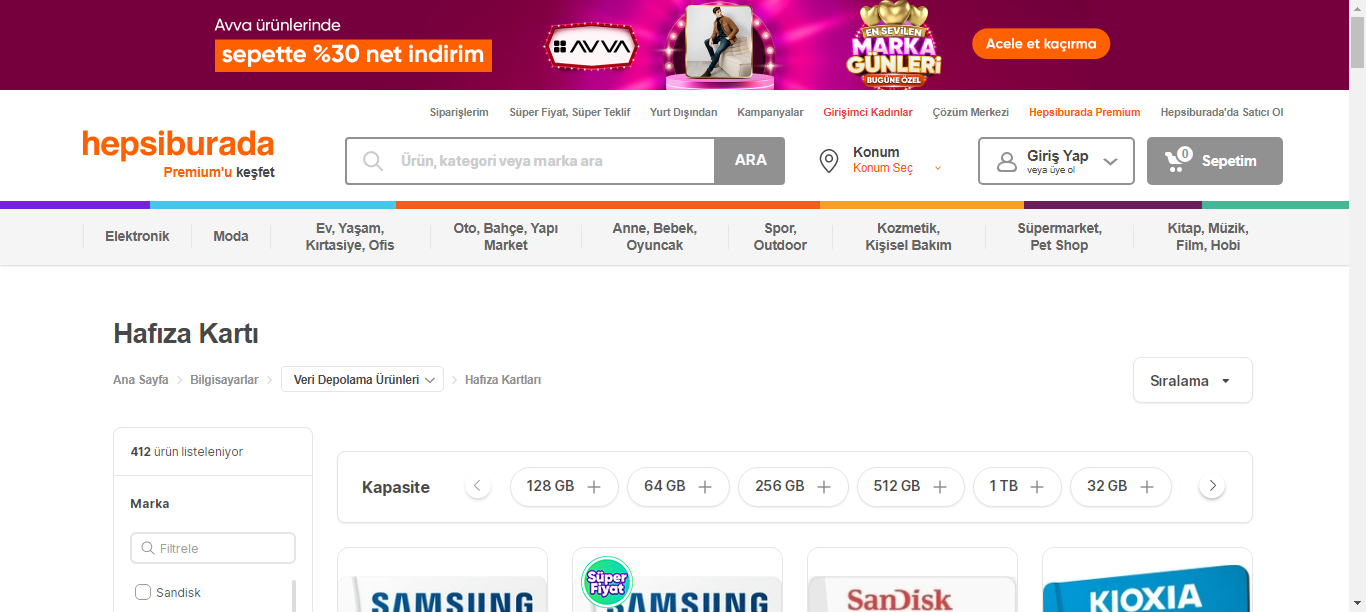 Avva ürünlerinde
sepette %30 net indirim
AVVA
EN SEVİLEN
MARKA
GÜNLERİ
BUGÜNE ÖZEL
Acele et kaçırma
Siparişlerim Süper Fiyat, Süper Teklif Yurt Dışından Kampanyalar Girişimci Kadınlar Çözüm Merkezi Hepsiburada Premium Hepsiburada'da Satıcı Ol
hepsiburada
Premium'u keşfet
Ürün, kategori veya marka ara
ARA
Konum
Konum Seç
Giriş Yap
veya üye ol
0
Sepetim
Elektronik
Moda
Ev, Yaşam,
Kırtasiye, Ofis
Oto, Bahçe, Yapı
Market
Anne, Bebek,
Oyuncak
Spor,
Outdoor
Kozmetik,
Kişisel Bakım
Süpermarket,
Pet Shop
Kitap, Müzik,
Film, Hobi
Hafıza Kartı
Ana Sayfa Bilgisayarlar Veri Depolama Ürünleri Hafıza Kartları
Sıralama
412 ürün listeleniyor
Marka
Filtrele
Sandisk
Kapasite 128 GB 64 GB 256 GB 512 GB 1 TB 32 GB
SAMSUNG
Süper
Fiyat
SAMSUNG
SanDisk
KIOXIA